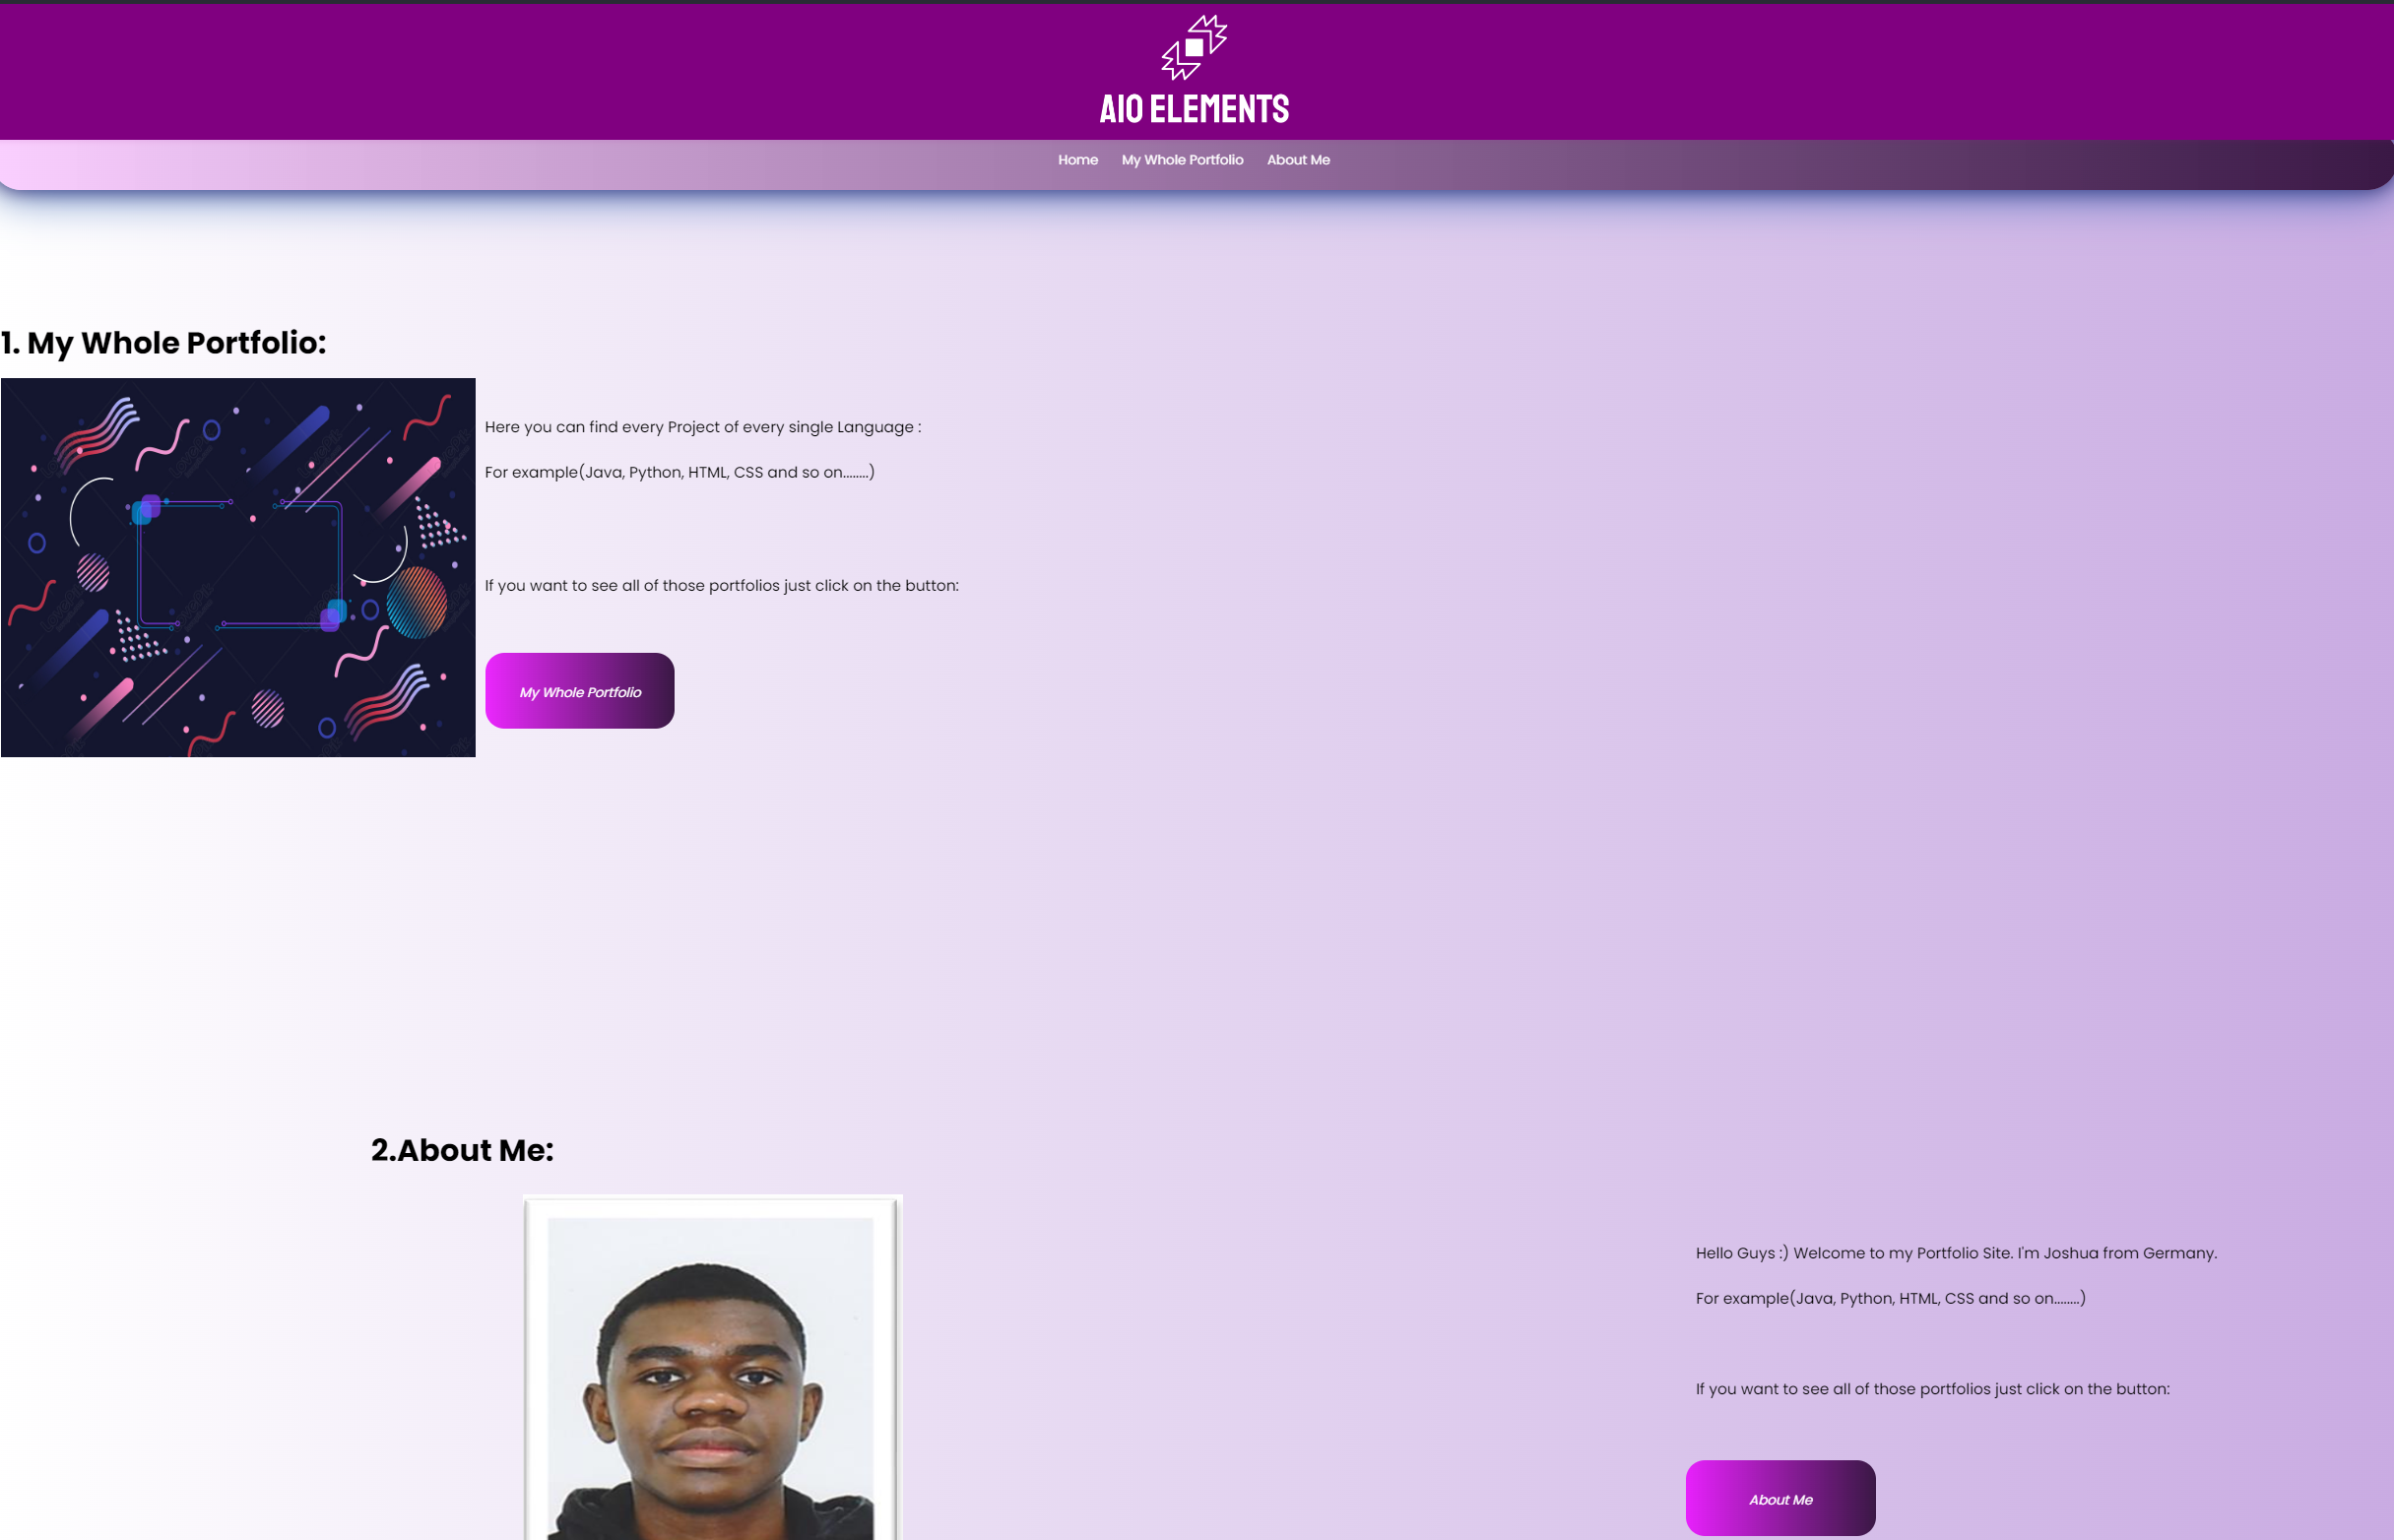 AIO ELEMENTS
Home My Whole Portfolio About Me
1. My Whole Portfolio:
Here you can find every Project of every single Language :
For example(Java, Python, HTML, CSS and so on........)
If you want to see all of those portfolios just click on the button:
My Whole Portfolio
2.About Me:
Hello Guys :) Welcome to my Portfolio Site. I'm Joshua from Germany.
For example(Java, Python, HTML, CSS and so on........)
If you want to see all of those portfolios just click on the button:
About Me